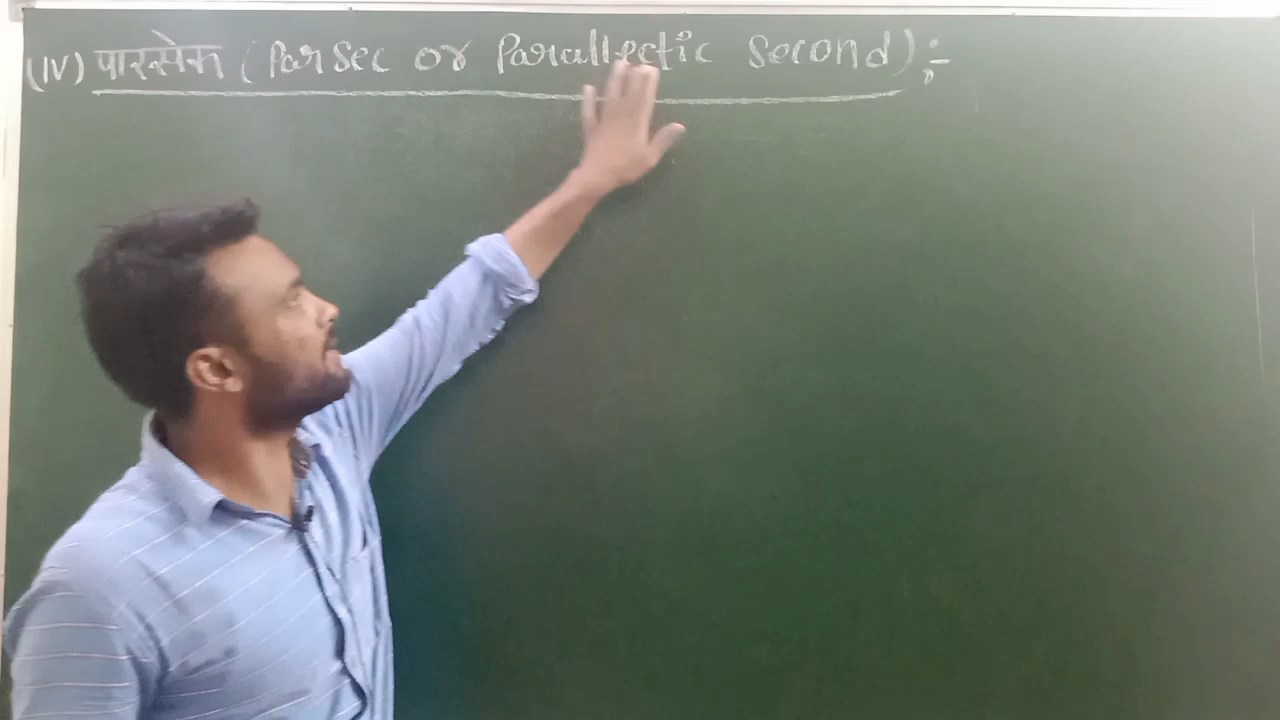 (IV) पारसेक (Parsec or Parallectic Second) :-